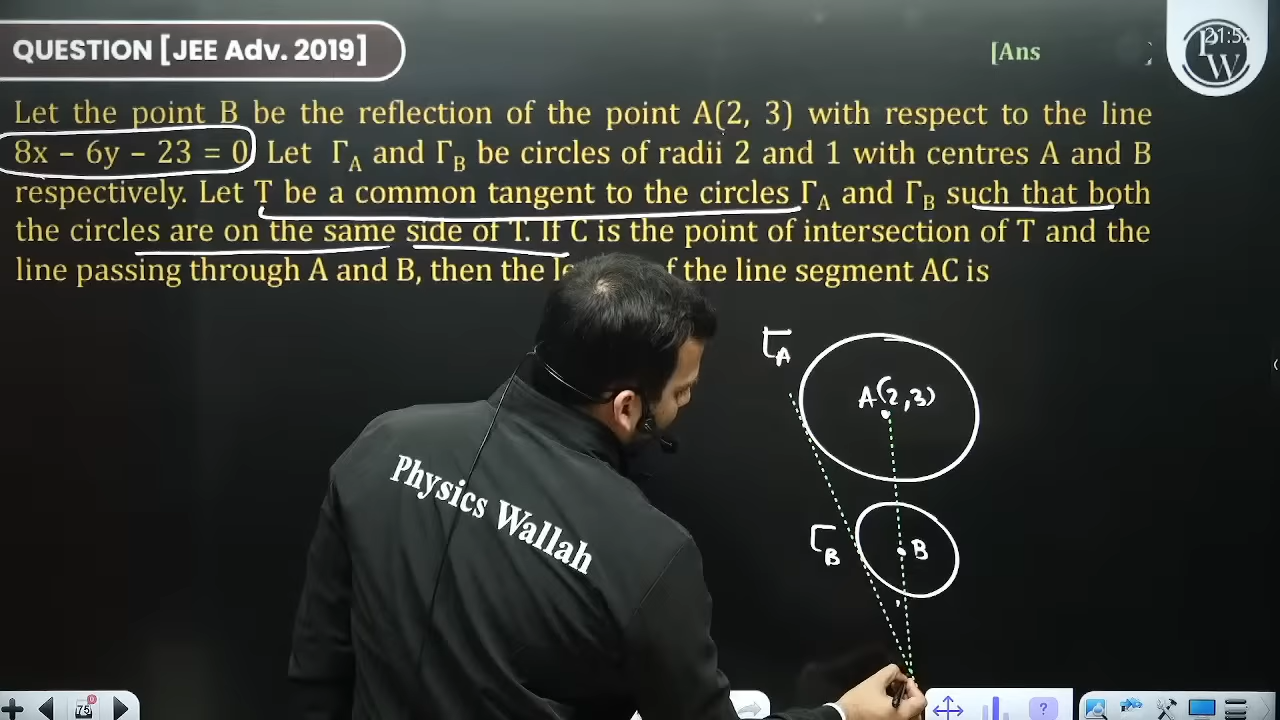 QUESTION [JEE Adv. 2019]
[Ans
PW
Let the point B be the reflection of the point A(2, 3) with respect to the line
8x – 6y – 23 = 0. Let Γ_A and Γ_B be circles of radii 2 and 1 with centres A and B
respectively. Let T be a common tangent to the circles Γ_A and Γ_B such that both
the circles are on the same side of T. If C is the point of intersection of T and the
line passing through A and B, then the of the line segment AC is
Γ_A
A(2,3)
Γ_B
B
Physics Wallah
75